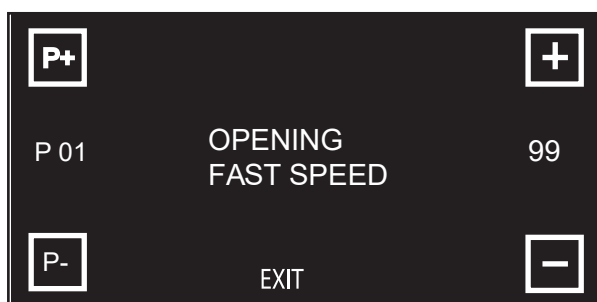 P+
+
P 01
OPENING
FAST SPEED
99
P-
EXIT
−